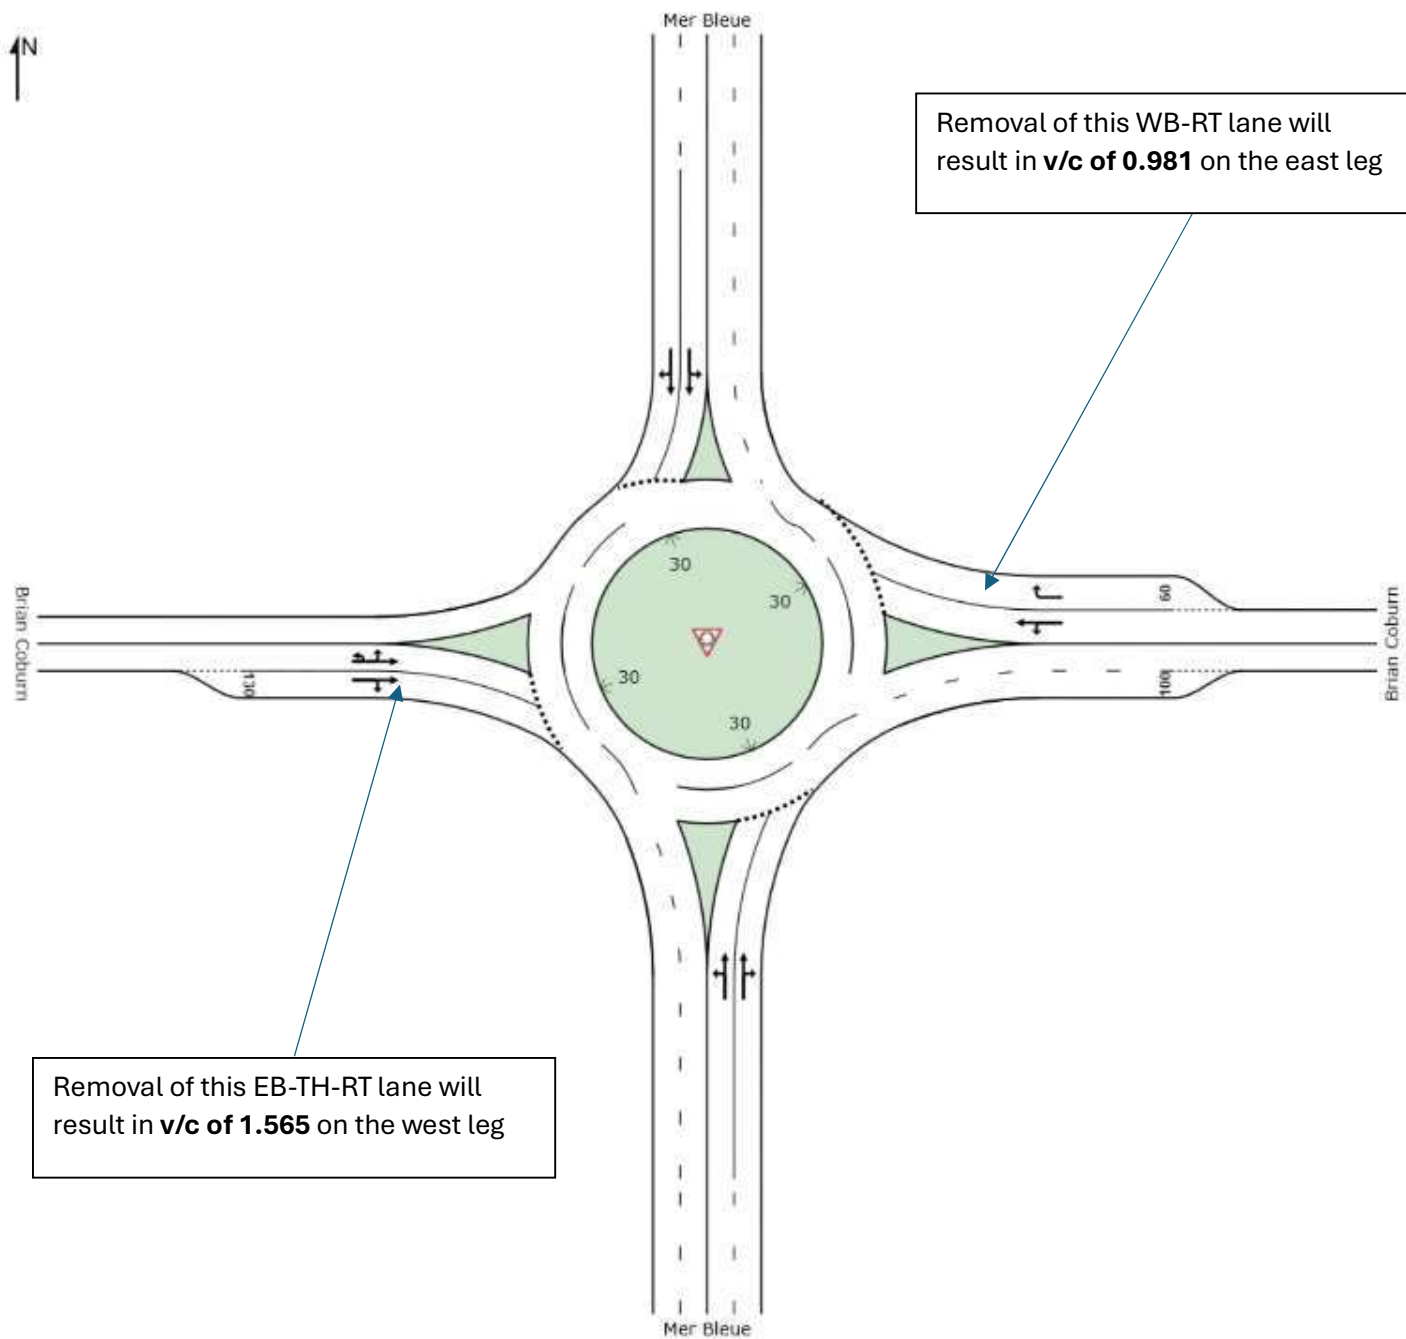 Mer Bleue
N
Removal of this WB-RT lane will
result in v/c of 0.981 on the east leg
30
30
60
Brian Coburn
Brian Coburn
30
130
100
30
Removal of this EB-TH-RT lane will
result in v/c of 1.565 on the west leg
Mer Bleue